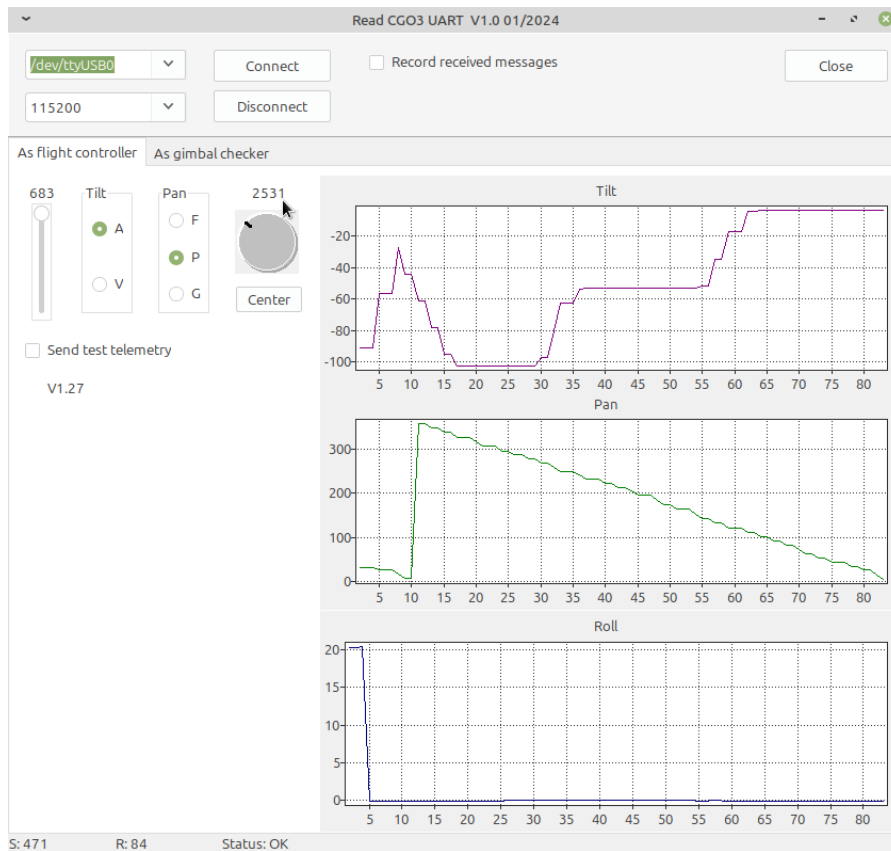 Read CGO3 UART V1.0 01/2024
/dev/ttyUSB0
Connect
Record received messages
Close
115200
Disconnect
As flight controller
As gimbal checker
683
Tilt
Pan
2531
A
V
F
P
G
Center
Send test telemetry
V1.27
Tilt
-20
-40
-60
-80
-100
5 10 15 20 25 30 35 40 45 50 55 60 65 70 75 80
Pan
300
200
100
0
5 10 15 20 25 30 35 40 45 50 55 60 65 70 75 80
Roll
20
15
10
5
0
5 10 15 20 25 30 35 40 45 50 55 60 65 70 75 80
S: 471 R: 84 Status: OK